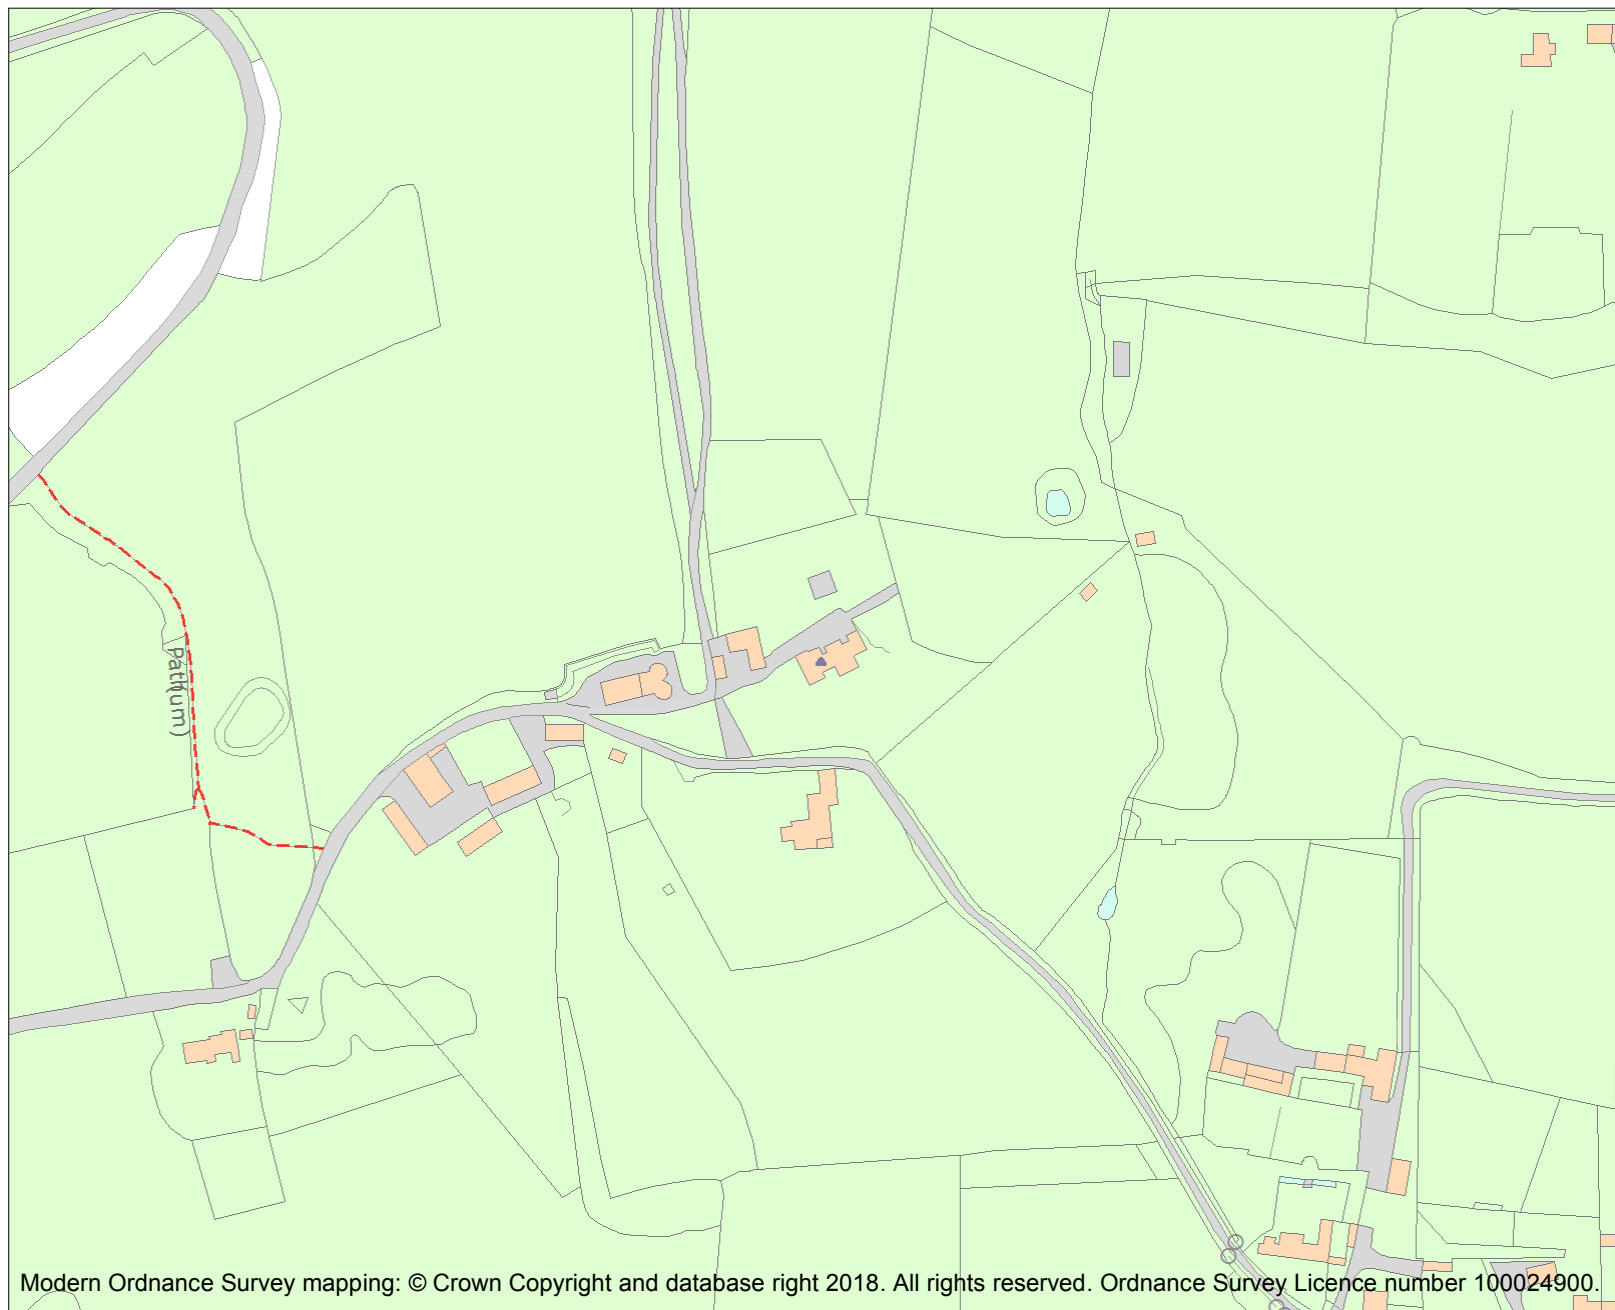 Path(um)
Modern Ordnance Survey mapping: © Crown Copyright and database right 2018. All rights reserved. Ordnance Survey Licence number 100024900.